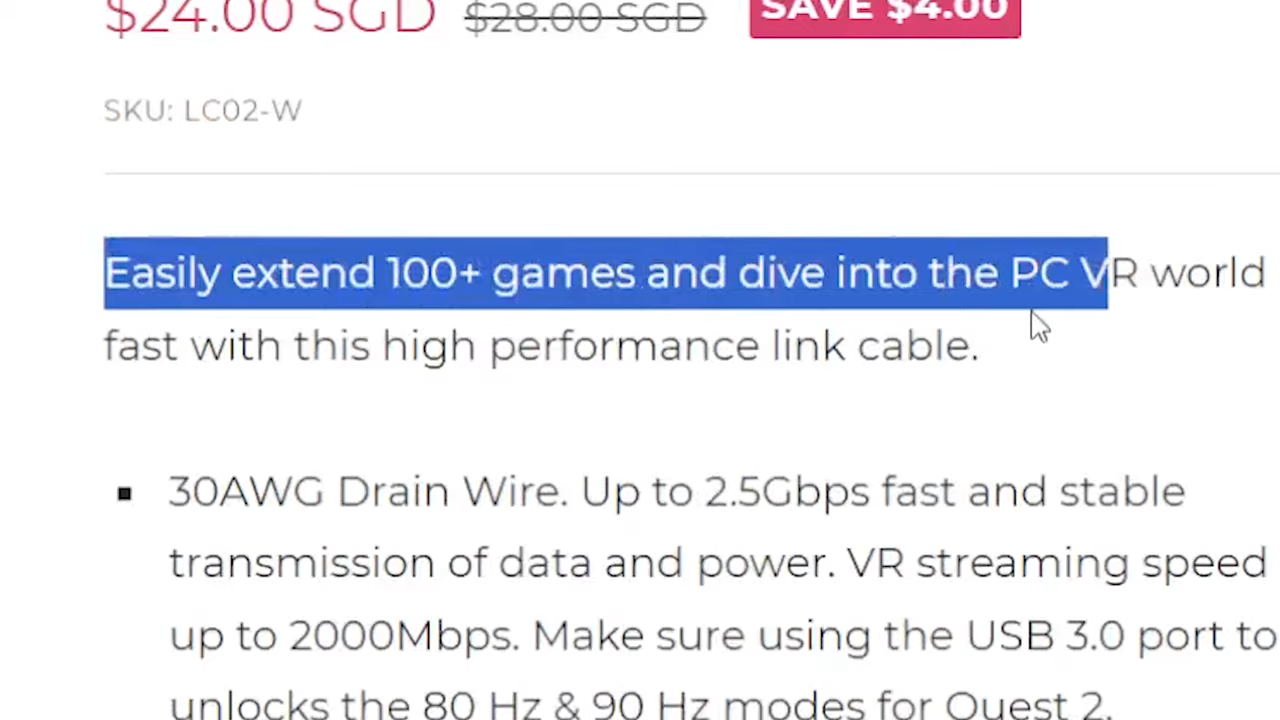 $24.00 SGD $28.00 SGD SAVE $4.00
SKU: LC02-W
Easily extend 100+ games and dive into the PC VR world
fast with this high performance link cable.
▪ 30AWG Drain Wire. Up to 2.5Gbps fast and stable
transmission of data and power. VR streaming speed
up to 2000Mbps. Make sure using the USB 3.0 port to
unlocks the 80 Hz & 90 Hz modes for Quest 2.